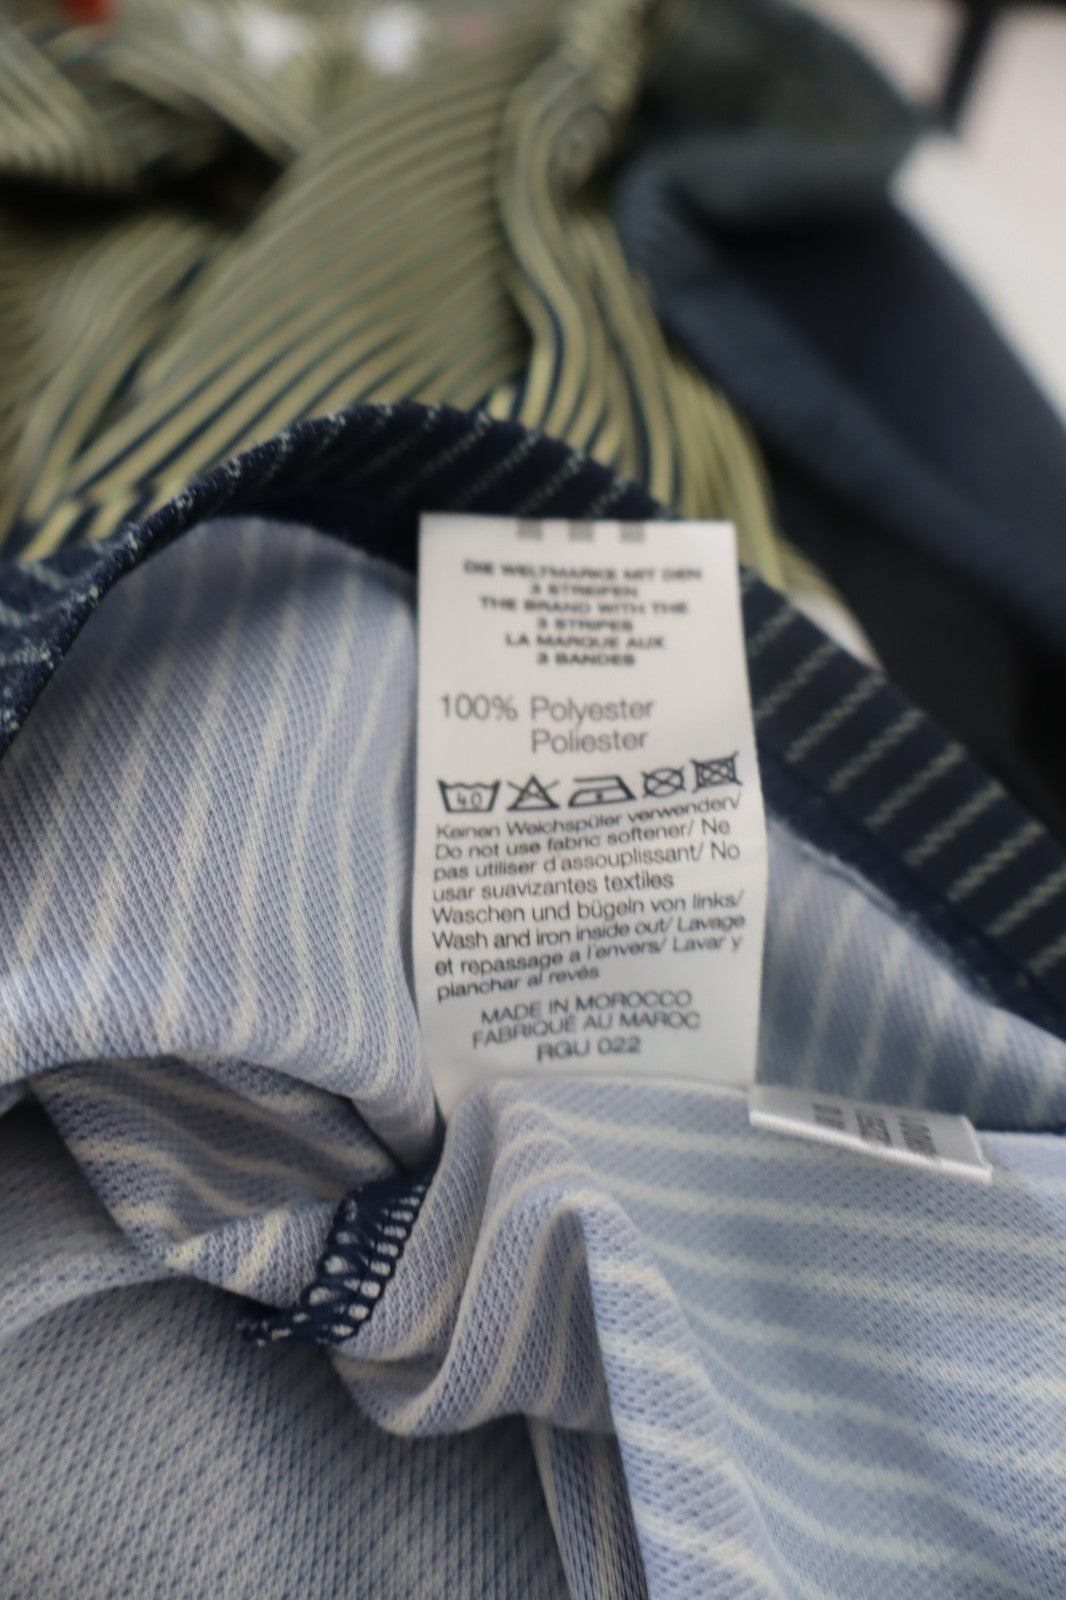 DIE WELTMARKE MIT DEN
3 STREIFEN
THE BRAND WITH THE
3 STRIPES
LA MARQUE AUX
3 BANDES
100% Polyester
Poliester
40
Keinen Weichspüler verwenden/
Do not use fabric softener/ Ne
pas utiliser d'assouplissant/ No
usar suavizantes textiles
Waschen und bügeln von links/
Wash and iron inside out/ Lavage
et repassage a l'envers/ Lavar y
planchar al revés
MADE IN MOROCCO
FABRIQUÉ AU MAROC
RGU 022